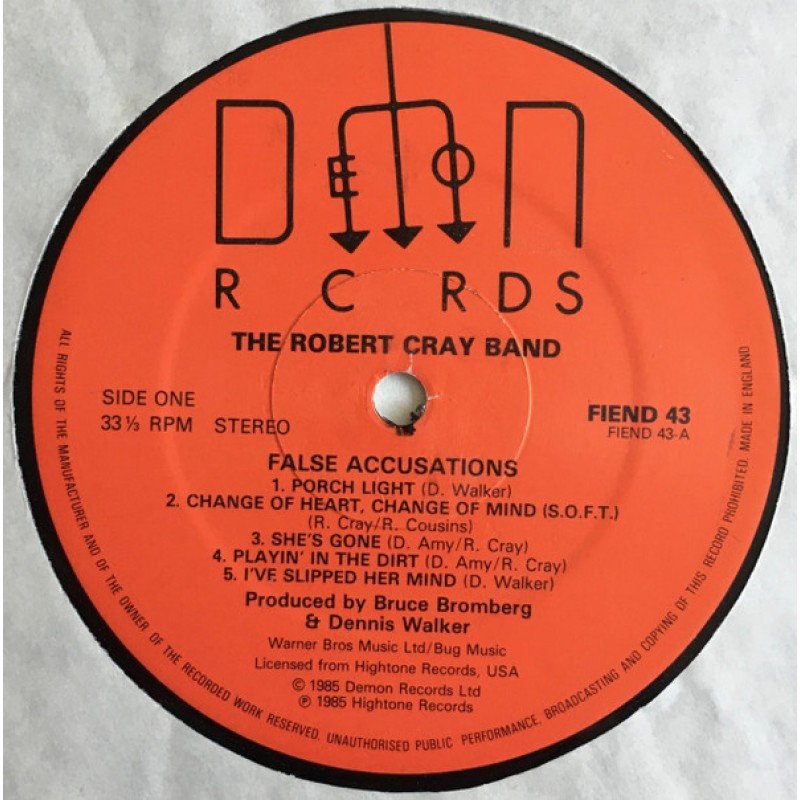 DEMON
R C RDS
THE ROBERT CRAY BAND
SIDE ONE
33⅓ RPM STEREO
FIEND 43
FIEND 43-A
FALSE ACCUSATIONS
1. PORCH LIGHT (D. Walker)
2. CHANGE OF HEART, CHANGE OF MIND (S.O.F.T.)
(R. Cray/R. Cousins)
3. SHE'S GONE (D. Amy/R. Cray)
4. PLAYIN' IN THE DIRT (D. Amy/R. Cray)
5. I'VE SLIPPED HER MIND (D. Walker)
Produced by Bruce Bromberg
& Dennis Walker
Warner Bros Music Ltd/Bug Music
Licensed from Hightone Records, USA
© 1985 Demon Records Ltd
℗ 1985 Hightone Records
ALL RIGHTS OF THE MANUFACTURER AND OF THE OWNER OF THE RECORDED WORK RESERVED. UNAUTHORISED PUBLIC PERFORMANCE, BROADCASTING AND COPYING OF THIS RECORD PROHIBITED. MADE IN ENGLAND